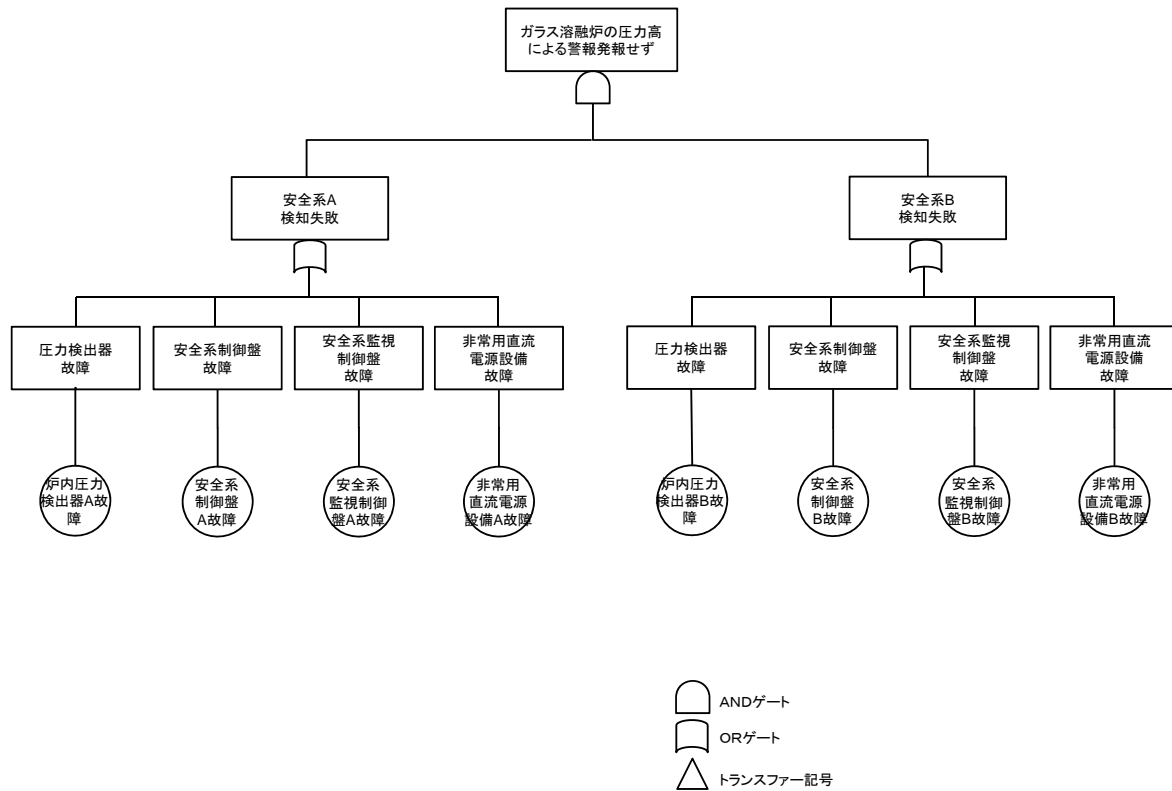 ガラス溶融炉の圧力高
による警報発報せず
安全系A
検知失敗
安全系B
検知失敗
圧力検出器
故障
安全系制御盤
故障
安全系監視
制御盤
故障
非常用直流
電源設備
故障
圧力検出器
故障
安全系制御盤
故障
安全系監視
制御盤
故障
非常用直流
電源設備
故障
炉内圧力
検出器A故
障
安全系
制御盤
A故障
安全系
監視制御
盤A故障
非常用
直流電源
設備A故障
炉内圧力
検出器B故
障
安全系
制御盤
B故障
安全系
監視制御
盤B故障
非常用
直流電源
設備B故障
ANDゲート
ORゲート
トランスファー記号